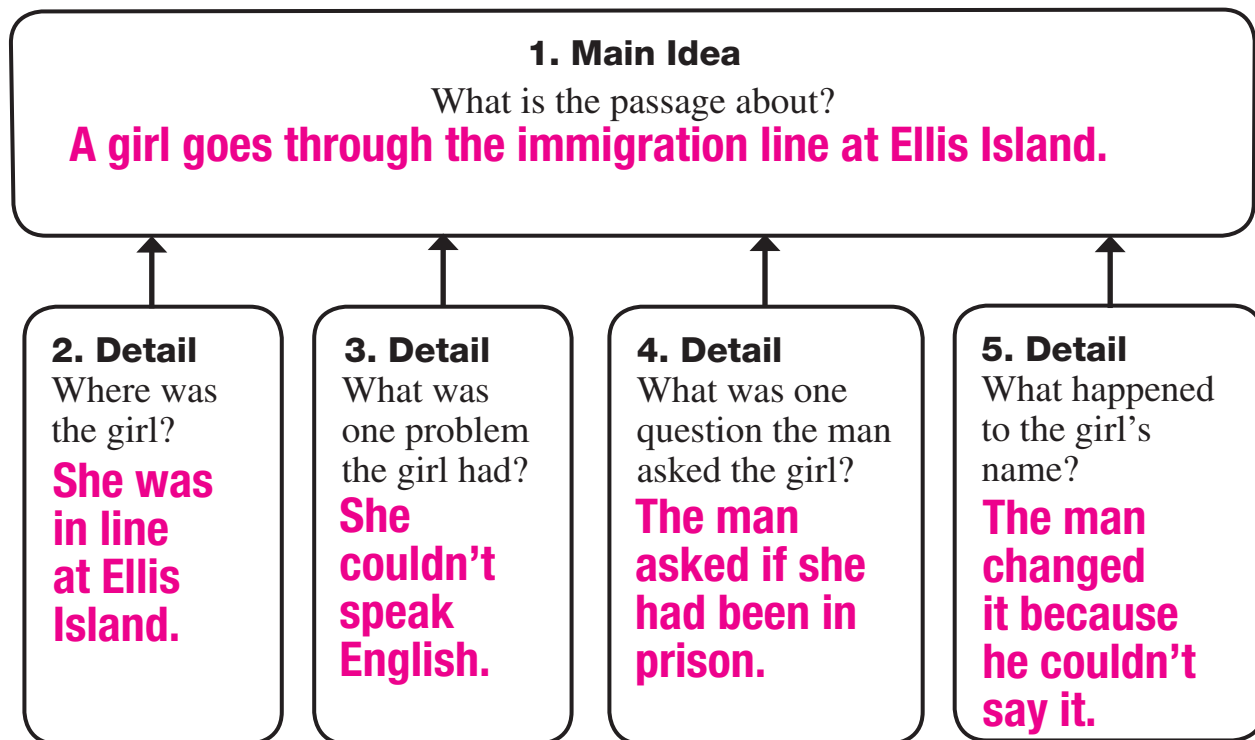 1. Main Idea
What is the passage about?
A girl goes through the immigration line at Ellis Island.
2. Detail
Where was
the girl?
She was
in line
at Ellis
Island.
3. Detail
What was
one problem
the girl had?
She
couldn't
speak
English.
4. Detail
What was one
question the man
asked the girl?
The man
asked if she
had been in
prison.
5. Detail
What happened
to the girl's
name?
The man
changed
it because
he couldn't
say it.